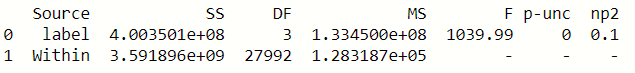 Source SS DF MS F p-unc np2
0 label 4.003501e+08 3 1.334500e+08 1039.99 0 0.1
1 Within 3.591896e+09 27992 1.283187e+05 - - -